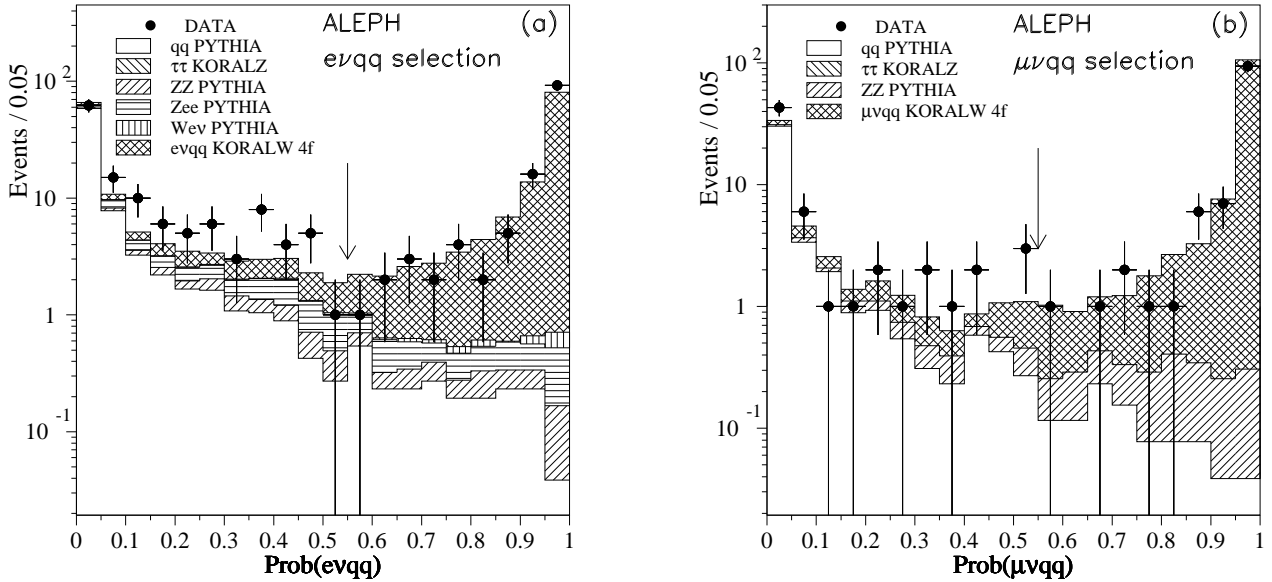 ALEPH (a)
eνqq selection
DATA
qq PYTHIA
ττ KORALZ
ZZ PYTHIA
Zee PYTHIA
Weν PYTHIA
eνqq KORALW 4f
Events / 0.05
10²
10
1
10⁻¹
0 0.1 0.2 0.3 0.4 0.5 0.6 0.7 0.8 0.9 1
Prob(eνqq)
ALEPH (b)
μνqq selection
DATA
qq PYTHIA
ττ KORALZ
ZZ PYTHIA
μνqq KORALW 4f
Events / 0.05
10²
10
1
10⁻¹
0 0.1 0.2 0.3 0.4 0.5 0.6 0.7 0.8 0.9 1
Prob(μνqq)